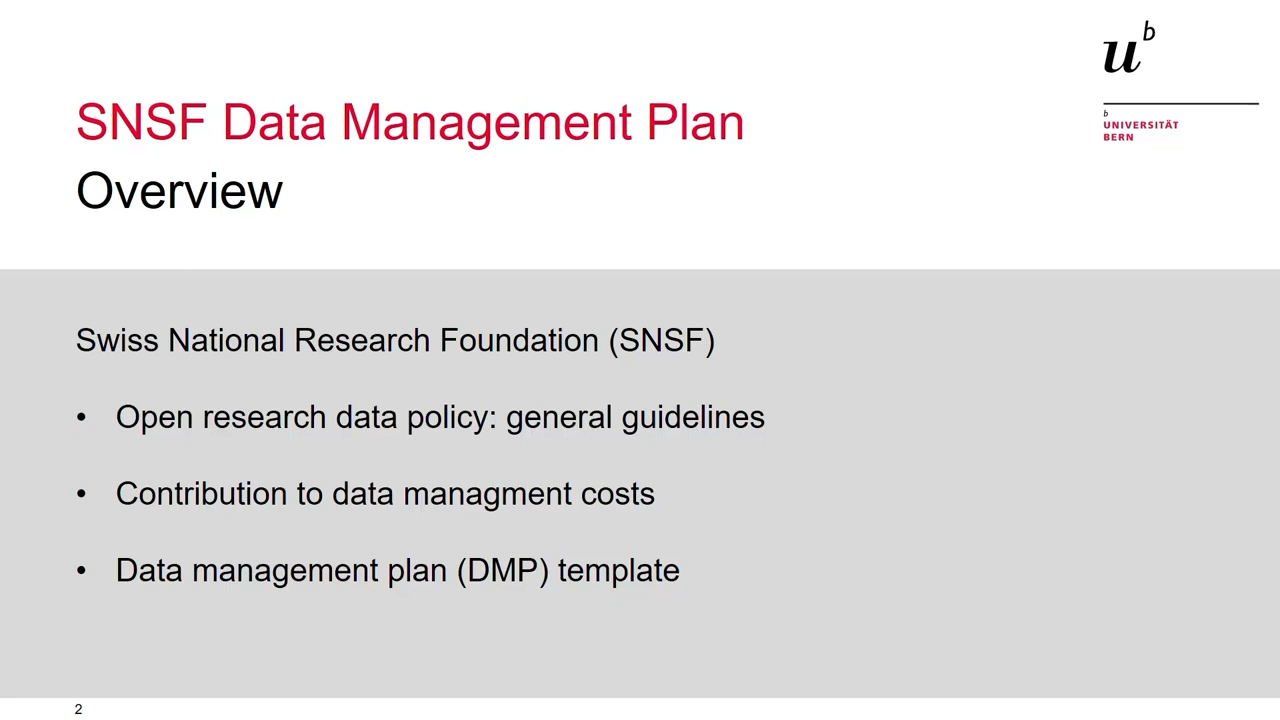 u b
b
UNIVERSITÄT
BERN
SNSF Data Management Plan
Overview
Swiss National Research Foundation (SNSF)
• Open research data policy: general guidelines
• Contribution to data managment costs
• Data management plan (DMP) template
2